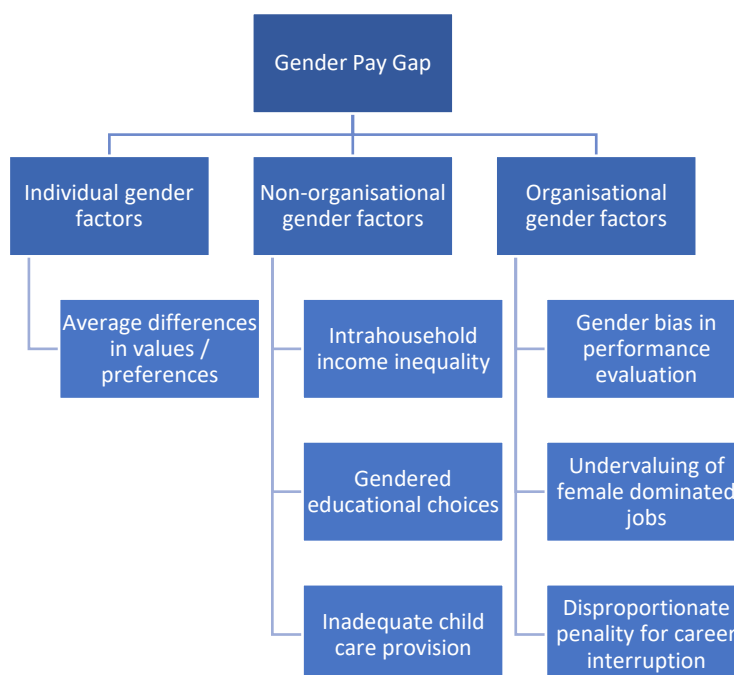 Gender Pay Gap
Individual gender
factors
Non-organisational
gender factors
Organisational
gender factors
Average differences
in values /
preferences
Intrahousehold
income inequality
Gender bias in
performance
evaluation
Gendered
educational choices
Undervaluing of
female dominated
jobs
Inadequate child
care provision
Disproportionate
penality for career
interruption